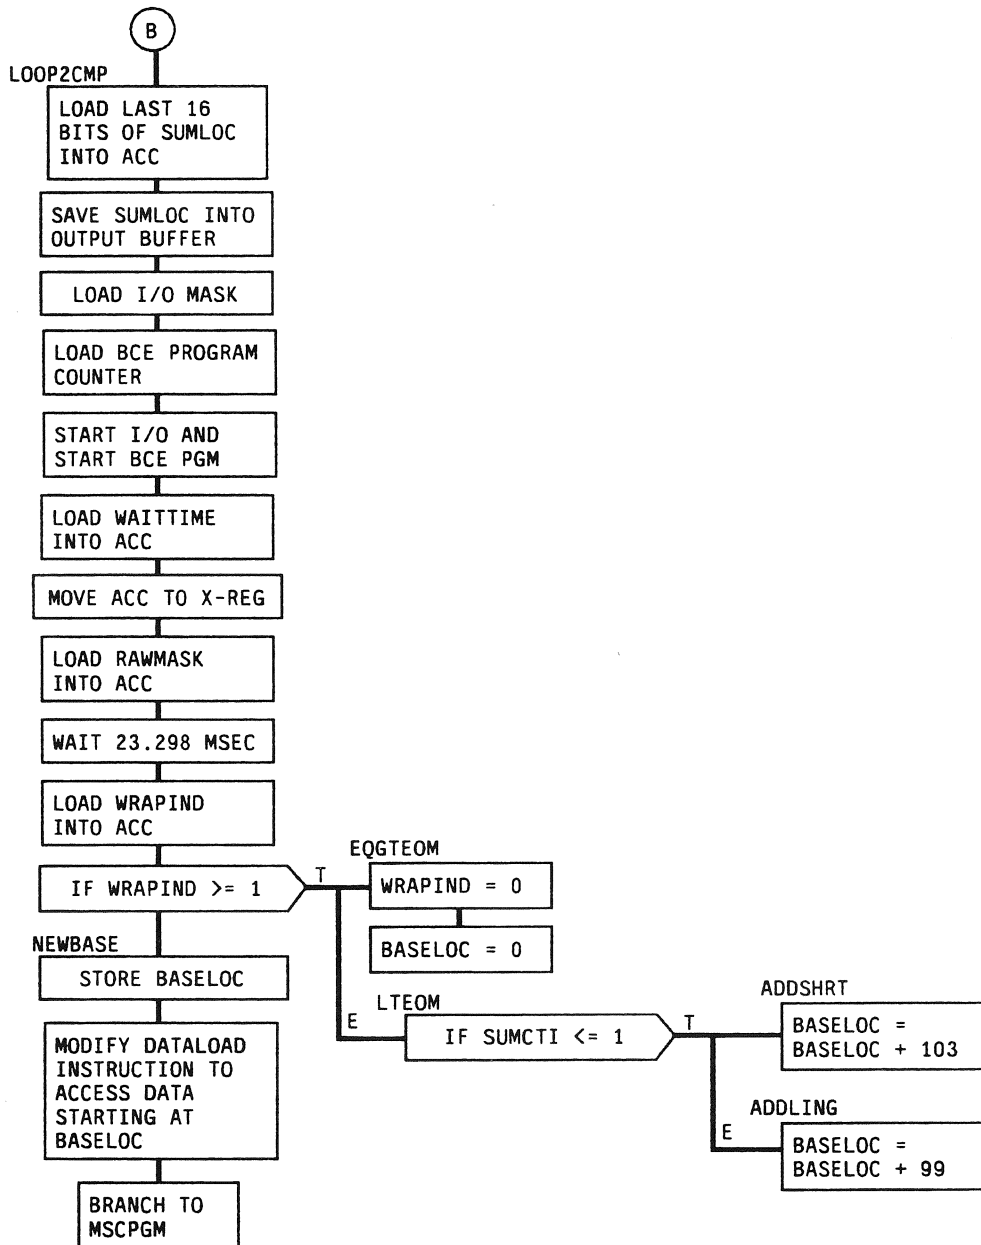 B
LOOP2CMP
LOAD LAST 16
BITS OF SUMLOC
INTO ACC
SAVE SUMLOC INTO
OUTPUT BUFFER
LOAD I/O MASK
LOAD BCE PROGRAM
COUNTER
START I/O AND
START BCE PGM
LOAD WAITTIME
INTO ACC
MOVE ACC TO X-REG
LOAD RAWMASK
INTO ACC
WAIT 23.298 MSEC
LOAD WRAPIND
INTO ACC
IF WRAPIND >= 1
T
EQGTEOM
WRAPIND = 0
BASELOC = 0
E
LTEOM
IF SUMCTI <= 1
T
ADDSHRT
BASELOC =
BASELOC + 103
E
ADDLING
BASELOC =
BASELOC + 99
NEWBASE
STORE BASELOC
MODIFY DATALOAD
INSTRUCTION TO
ACCESS DATA
STARTING AT
BASELOC
BRANCH TO
MSCPGM